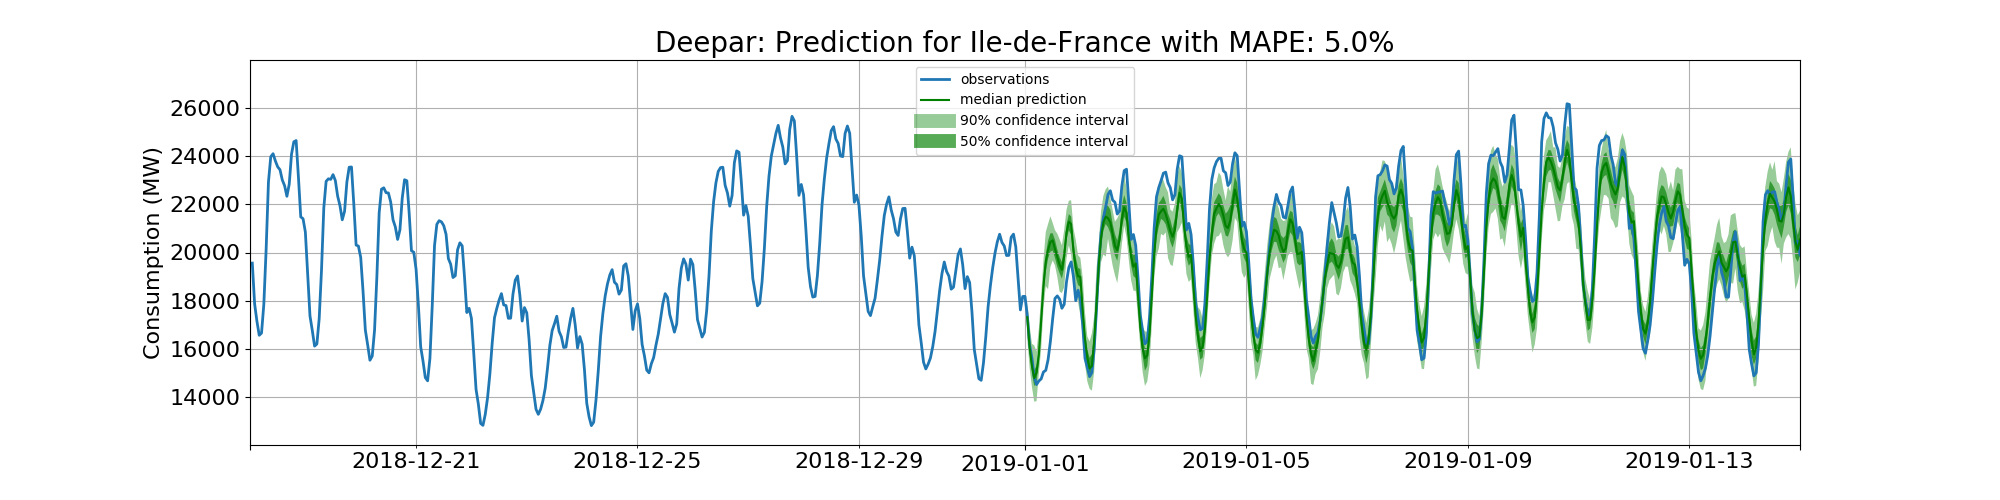 Deepar: Prediction for Ile-de-France with MAPE: 5.0%
observations
median prediction
90% confidence interval
50% confidence interval
Consumption (MW)
26000
24000
22000
20000
18000
16000
14000
2018-12-21
2018-12-25
2018-12-29
2019-01-01
2019-01-05
2019-01-09
2019-01-13